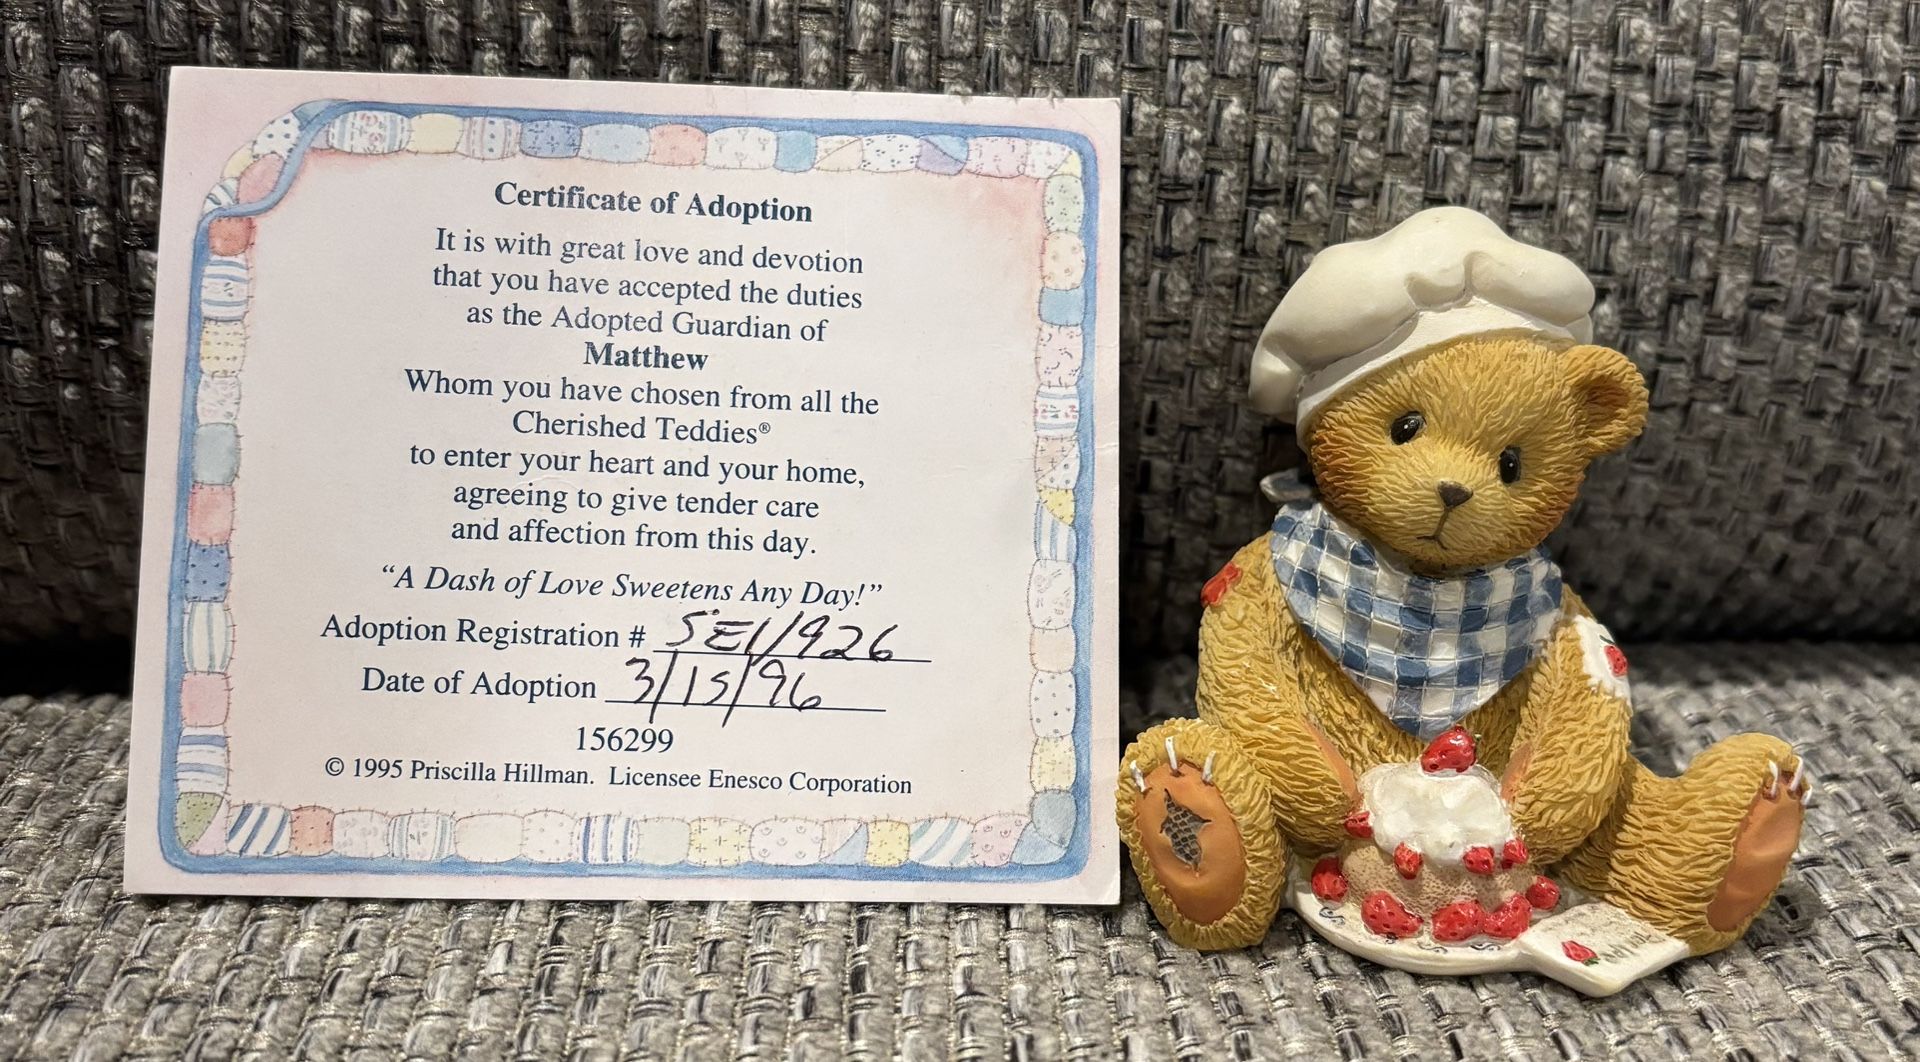 Certificate of Adoption
It is with great love and devotion
that you have accepted the duties
as the Adopted Guardian of
Matthew
Whom you have chosen from all the
Cherished Teddies®
to enter your heart and your home,
agreeing to give tender care
and affection from this day.
“A Dash of Love Sweetens Any Day!”
Adoption Registration # 5E1/926
Date of Adoption 3/15/96
156299
© 1995 Priscilla Hillman. Licensee Enesco Corporation